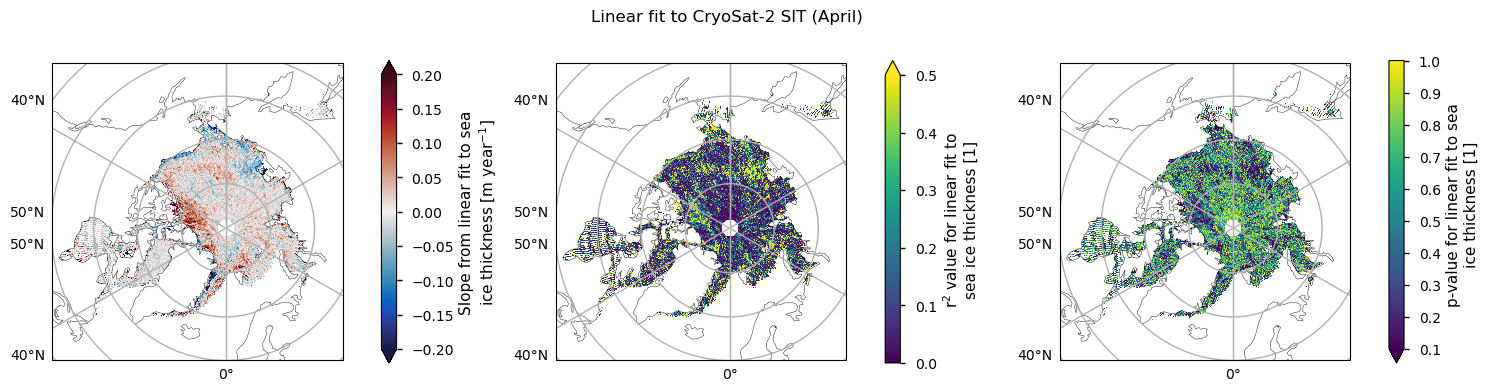 Linear fit to CryoSat-2 SIT (April)
40°N
50°N
50°N
40°N
0°
0.20
0.15
0.10
0.05
0.00
−0.05
−0.10
−0.15
−0.20
Slope from linear fit to sea
ice thickness [m year⁻¹]
40°N
50°N
50°N
40°N
0°
0.5
0.4
0.3
0.2
0.1
0.0
r² value for linear fit to
sea ice thickness [1]
40°N
50°N
50°N
40°N
0°
1.0
0.9
0.8
0.7
0.6
0.5
0.4
0.3
0.2
0.1
p-value for linear fit to sea
ice thickness [1]